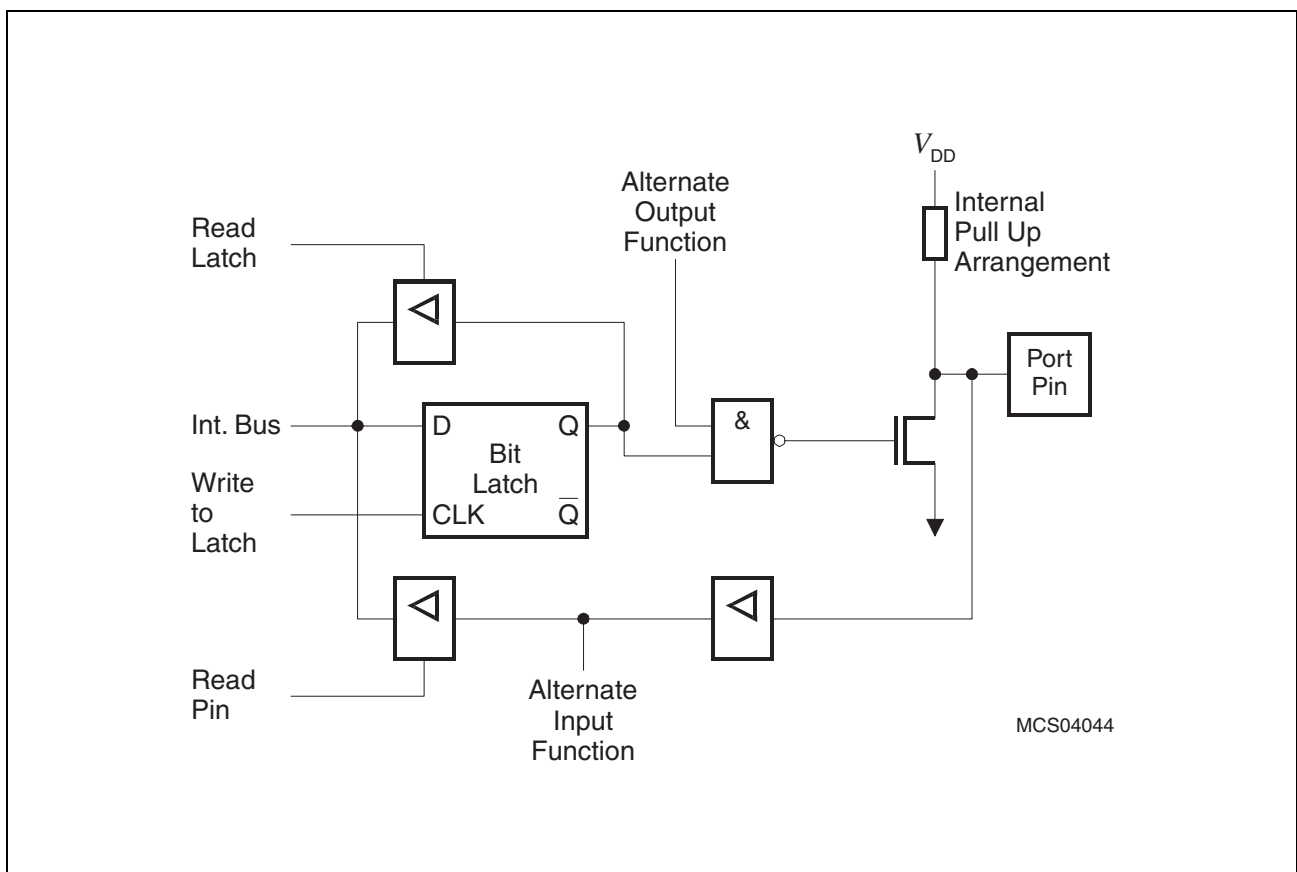 V_DD
Alternate
Output
Function
Internal
Pull Up
Arrangement
Read
Latch
Port
Pin
Int. Bus
D
Q
&
Bit
Latch
Write
to
Latch
CLK
Q̅
Read
Pin
Alternate
Input
Function
MCS04044